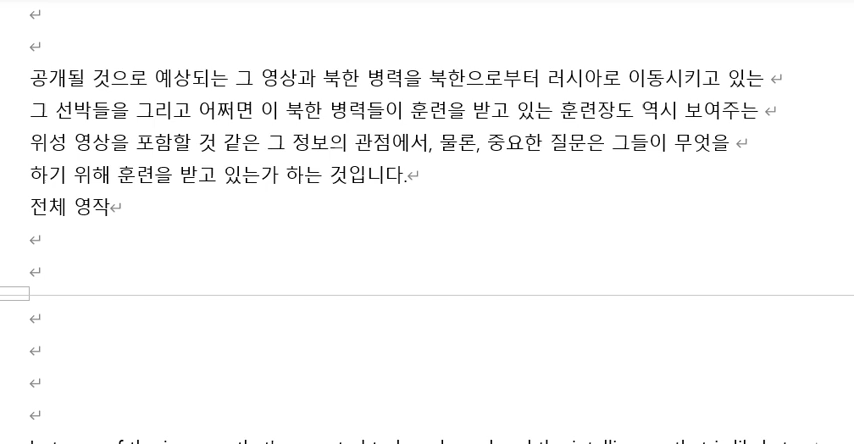 공개될 것으로 예상되는 그 영상과 북한 병력을 북한으로부터 러시아로 이동시키고 있는
그 선박들을 그리고 어쩌면 이 북한 병력들이 훈련을 받고 있는 훈련장도 역시 보여주는
위성 영상을 포함할 것 같은 그 정보의 관점에서, 물론, 중요한 질문은 그들이 무엇을
하기 위해 훈련을 받고 있는가 하는 것입니다.
전체 영작